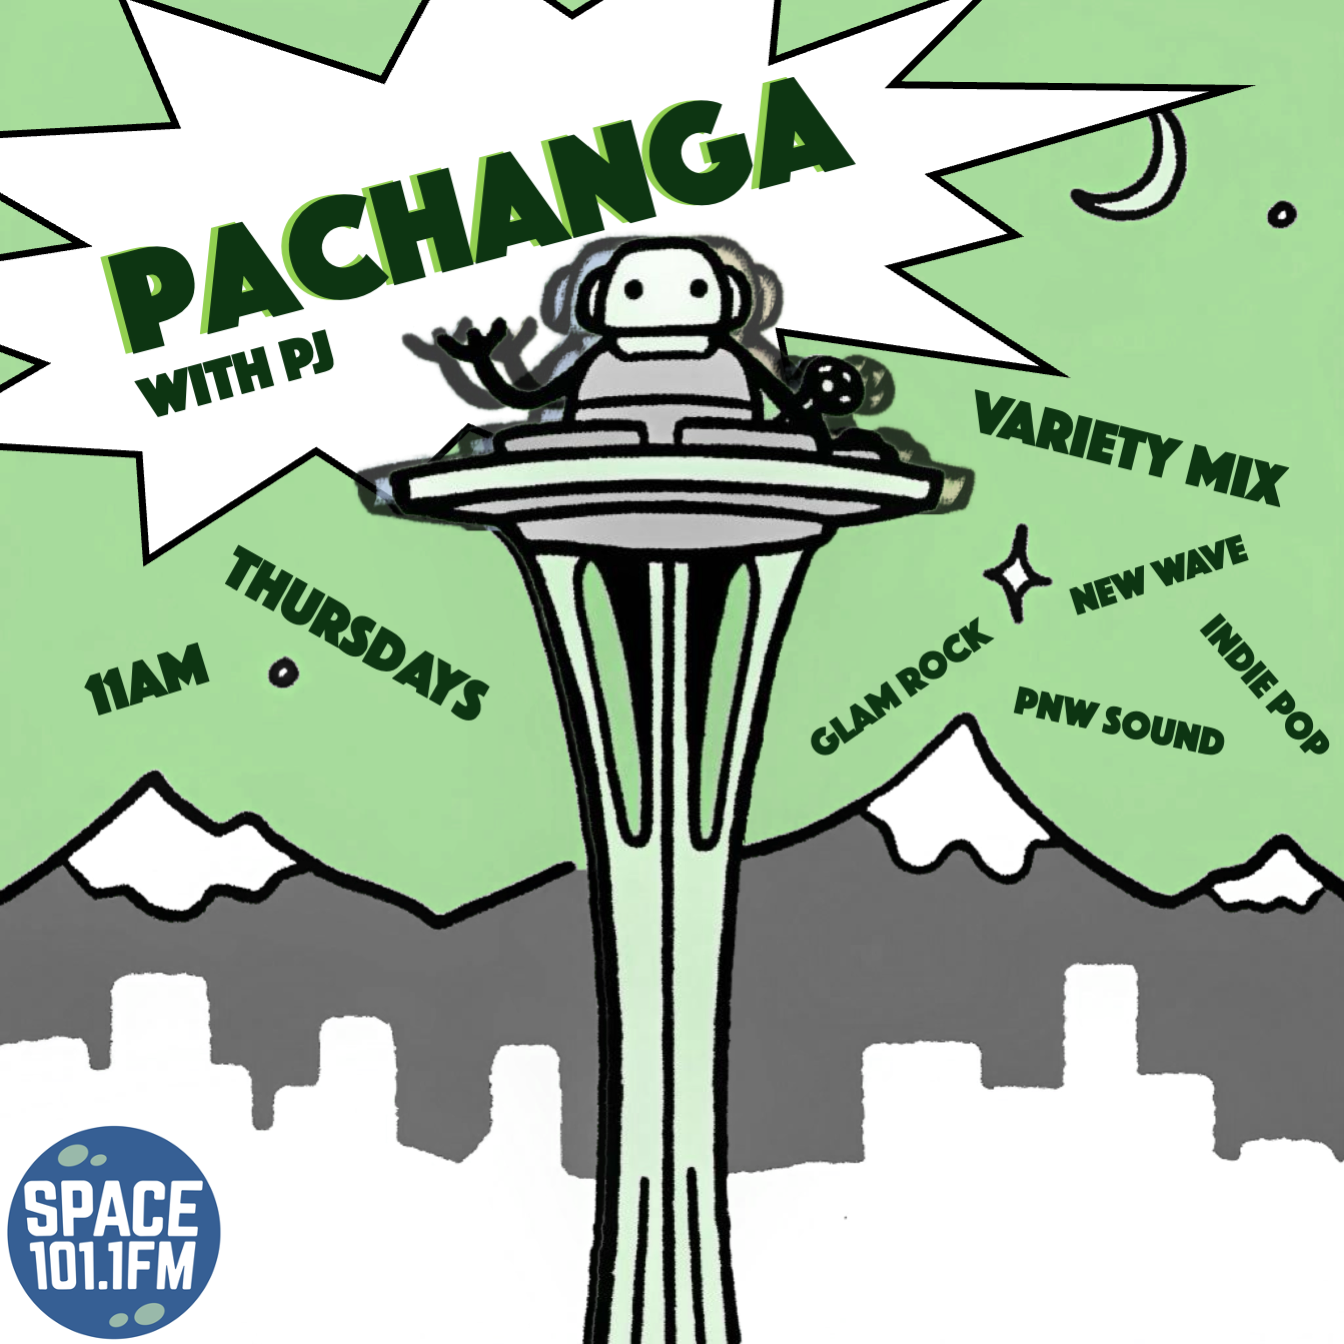 PACHANGA
WITH PJ
VARIETY MIX
THURSDAYS
11AM
NEW WAVE
GLAM ROCK
INDIE POP
PNW SOUND
SPACE
101.1FM